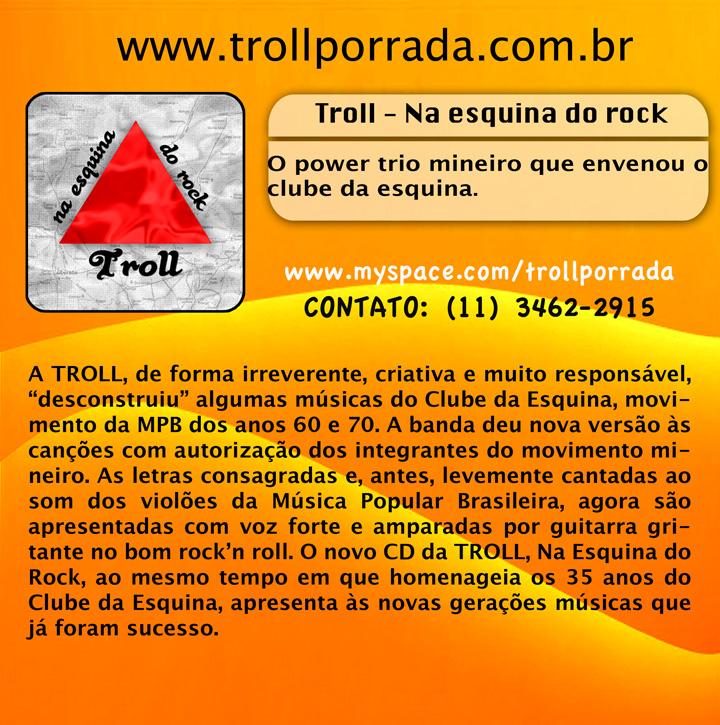 www.trollporrada.com.br
na esquina
do rock
Troll
Troll - Na esquina do rock
O power trio mineiro que envenou o
clube da esquina.
www.myspace.com/trollporrada
CONTATO: (11) 3462-2915
A TROLL, de forma irreverente, criativa e muito responsável,
“desconstruiu” algumas músicas do Clube da Esquina, movi-
mento da MPB dos anos 60 e 70. A banda deu nova versão às
canções com autorização dos integrantes do movimento mi-
neiro. As letras consagradas e, antes, levemente cantadas ao
som dos violões da Música Popular Brasileira, agora são
apresentadas com voz forte e amparadas por guitarra gri-
tante no bom rock’n roll. O novo CD da TROLL, Na Esquina do
Rock, ao mesmo tempo em que homenageia os 35 anos do
Clube da Esquina, apresenta às novas gerações músicas que
já foram sucesso.